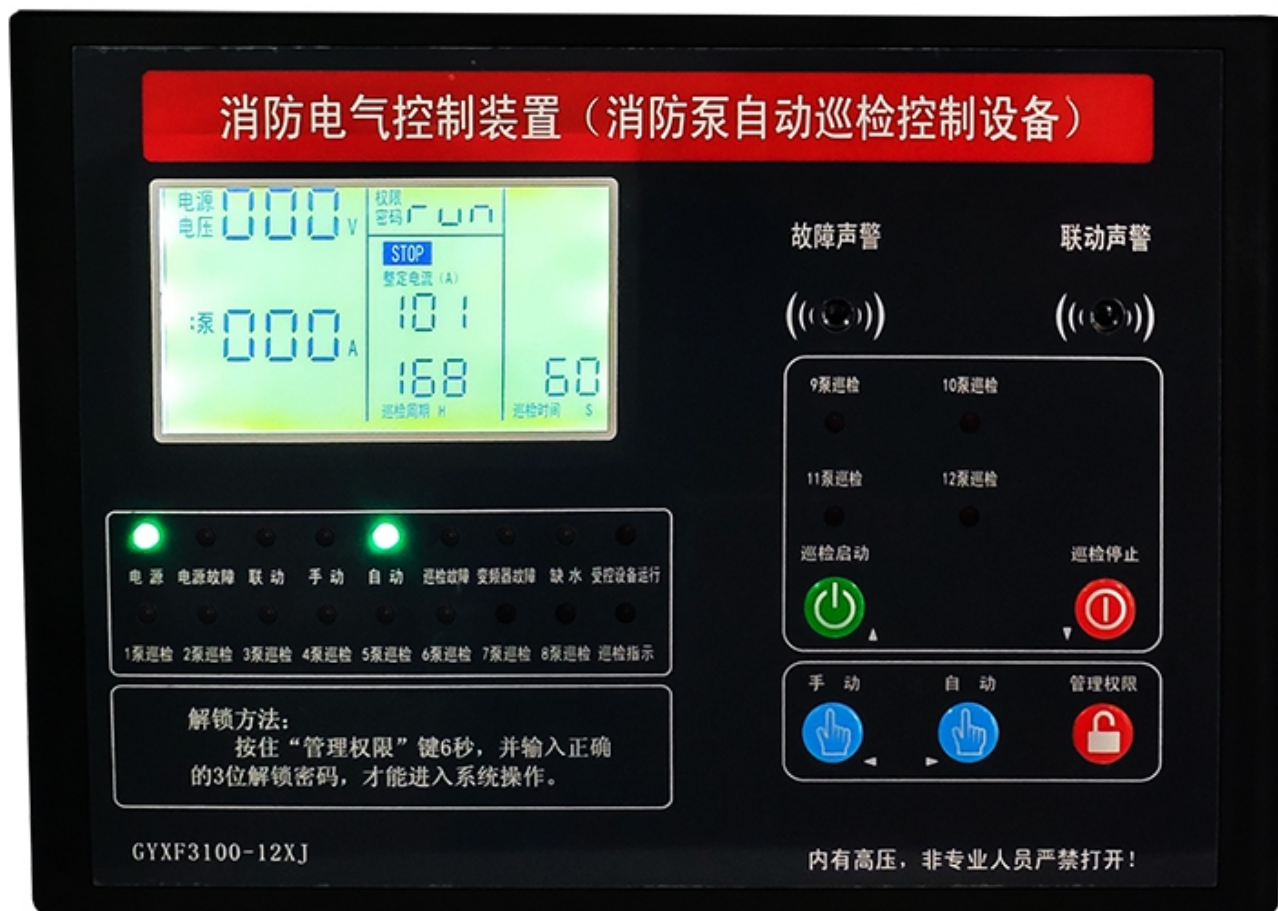 消防电气控制装置（消防泵自动巡检控制设备）
电源
电压 000 V
权限
密码 run
STOP
整定电流（A）
101
:泵 000 A
168
巡检周期 H
60
巡检时间 S
故障声警
联动声警
9泵巡检
10泵巡检
11泵巡检
12泵巡检
巡检启动
巡检停止
电源 电源故障 联动 手动 自动 巡检故障 变频器故障 缺水 受控设备运行
1泵巡检 2泵巡检 3泵巡检 4泵巡检 5泵巡检 6泵巡检 7泵巡检 8泵巡检 巡检指示
手动
自动
管理权限
解锁方法：
按住“管理权限”键6秒，并输入正确
的3位解锁密码，才能进入系统操作。
GYXF3100-12XJ
内有高压，非专业人员严禁打开！